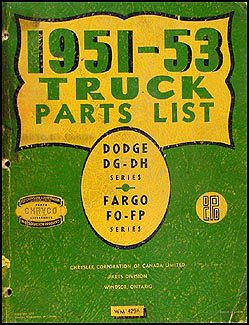 1951-53
TRUCK
PARTS LIST
DODGE
DG-DH
SERIES
FARGO
FO-FP
SERIES
CHRYCO
CHRYSLER CORPORATION OF CANADA LIMITED
PARTS DIVISION
WINDSOR, ONTARIO